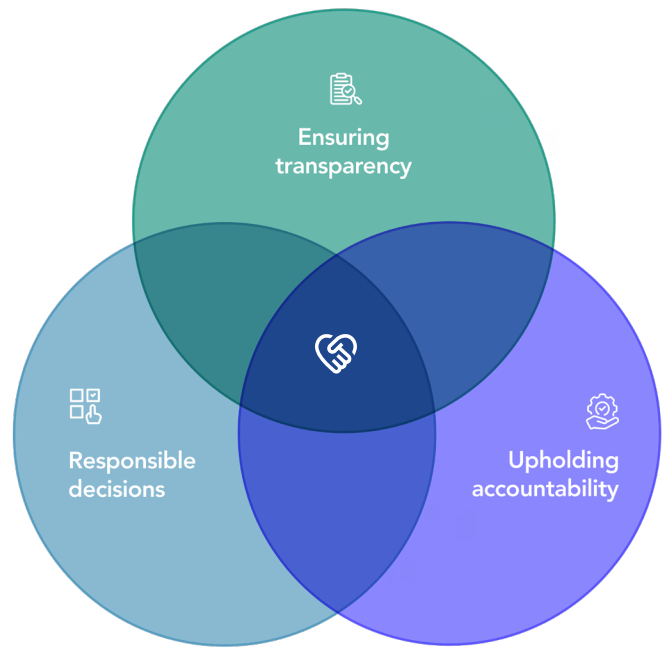 Ensuring
transparency
Responsible
decisions
Upholding
accountability